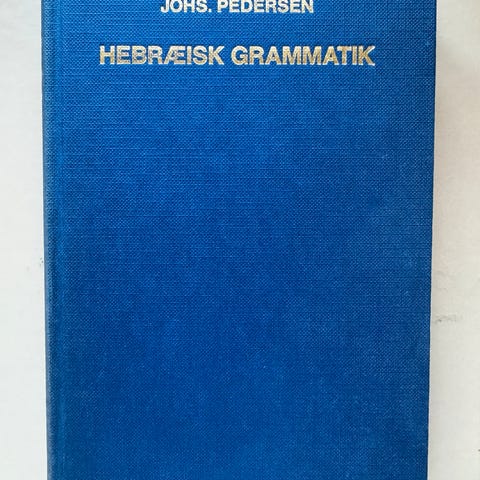 JOHS. PEDERSEN
HEBRÆISK GRAMMATIK